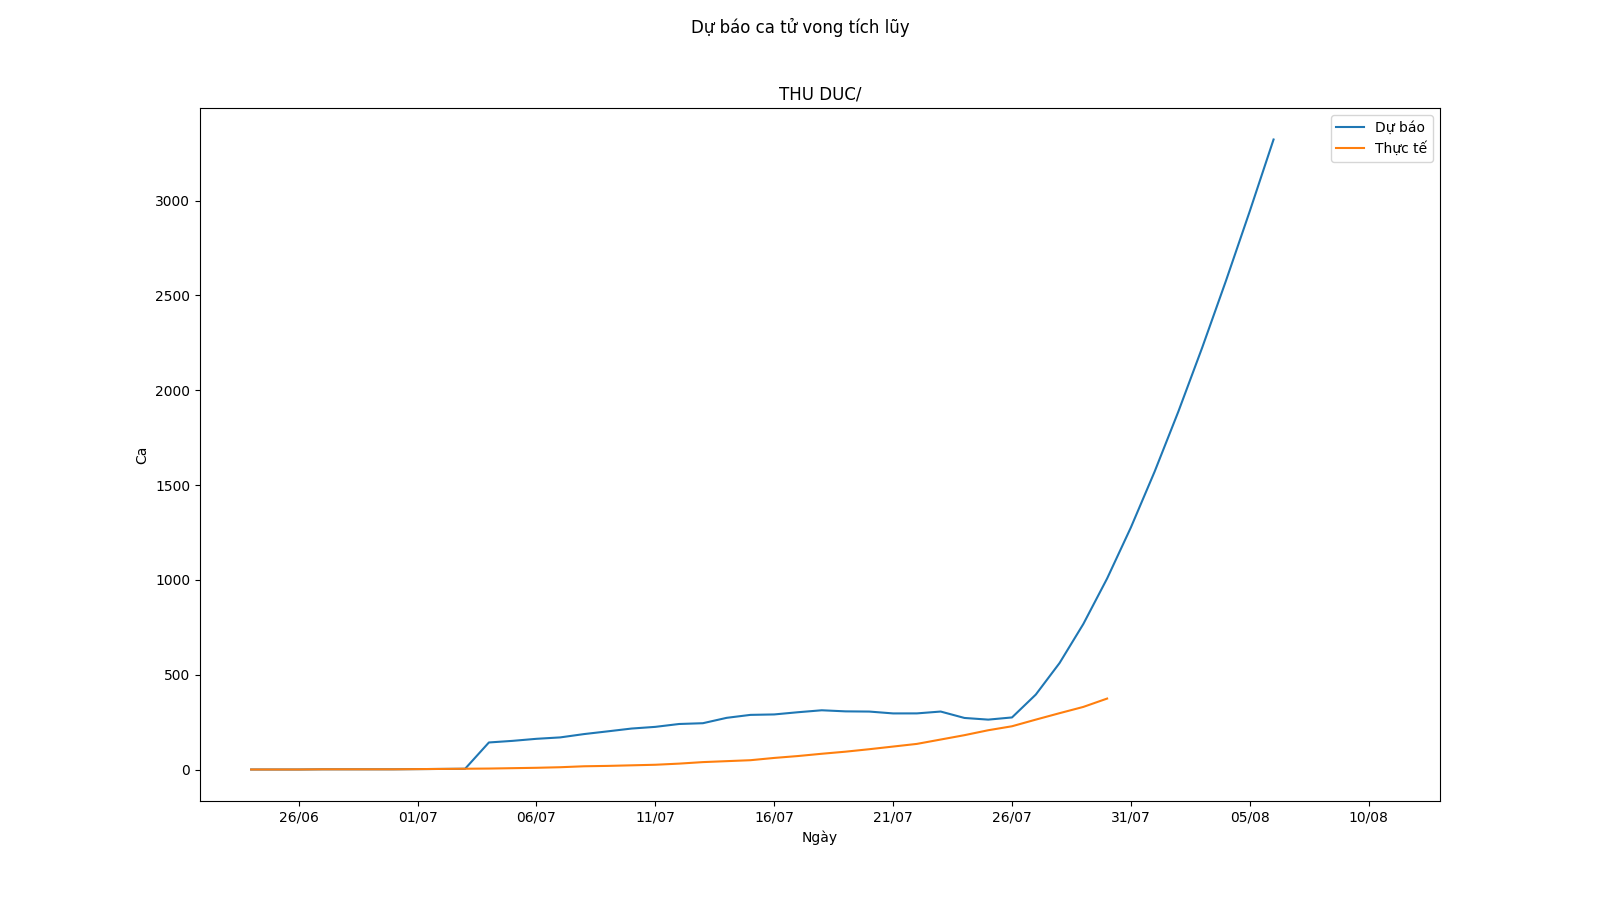 Dự báo ca tử vong tích lũy
THU DUC/
Dự báo
Thực tế
3000
2500
2000
1500
1000
500
0
Ca
26/06 01/07 06/07 11/07 16/07 21/07 26/07 31/07 05/08 10/08
Ngày